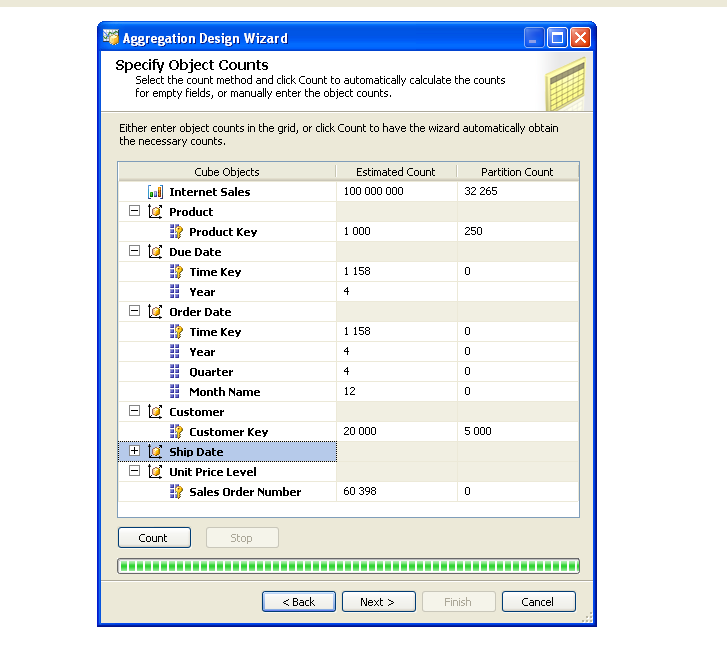 Aggregation Design Wizard
Specify Object Counts
Select the count method and click Count to automatically calculate the counts
for empty fields, or manually enter the object counts.
Either enter object counts in the grid, or click Count to have the wizard automatically obtain
the necessary counts.
Cube Objects Estimated Count Partition Count
Internet Sales 100 000 000 32 265
Product
Product Key 1 000 250
Due Date
Time Key 1 158 0
Year 4
Order Date
Time Key 1 158 0
Year 4 0
Quarter 4 0
Month Name 12 0
Customer
Customer Key 20 000 5 000
Ship Date
Unit Price Level
Sales Order Number 60 398 0
Count Stop
< Back Next > Finish Cancel